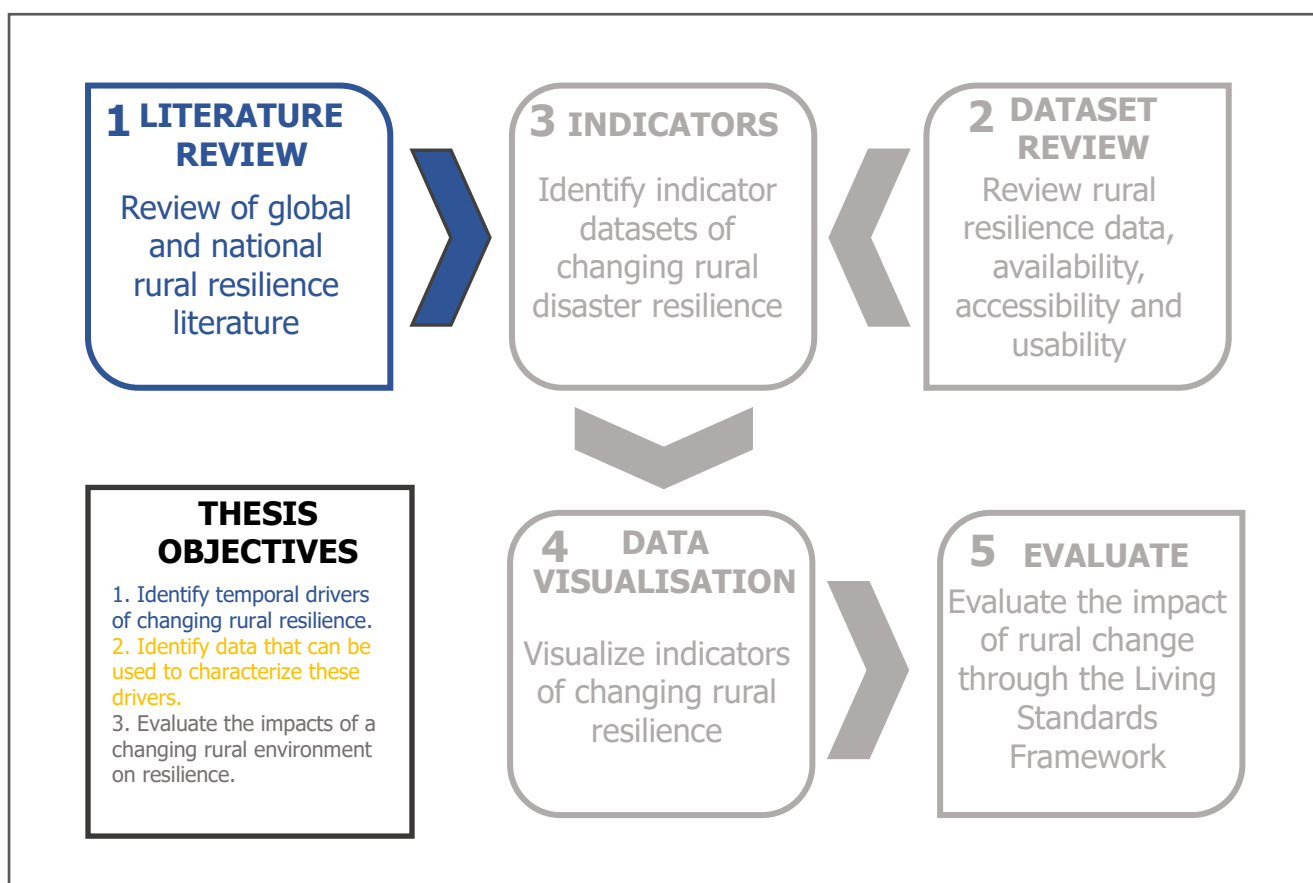 1 LITERATURE
REVIEW
Review of global
and national
rural resilience
literature
3 INDICATORS
Identify indicator
datasets of
changing rural
disaster resilience
2 DATASET
REVIEW
Review rural
resilience data,
availability,
accessibility and
usability
THESIS
OBJECTIVES
1. Identify temporal drivers
of changing rural resilience.
2. Identify data that can be
used to characterize these
drivers.
3. Evaluate the impacts of a
changing rural environment
on resilience.
4 DATA
VISUALISATION
Visualize indicators
of changing rural
resilience
5 EVALUATE
Evaluate the impact
of rural change
through the Living
Standards
Framework